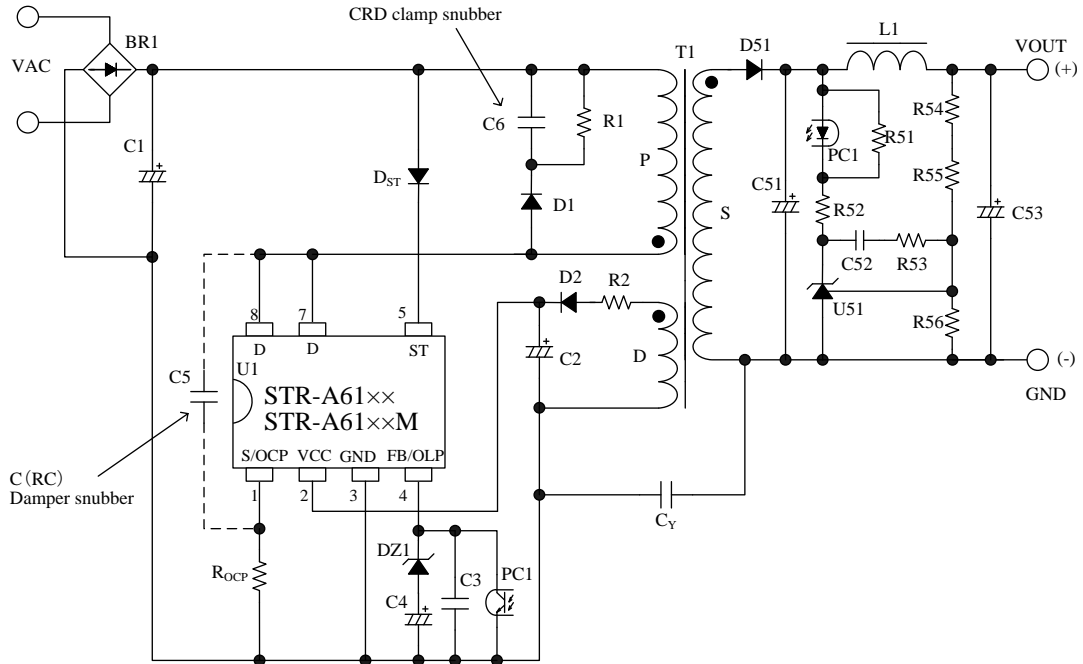 CRD clamp snubber
VAC
BR1
T1
D51
L1
VOUT
(+)
C1
C6
R1
P
PC1
R51
R54
R55
DST
D1
S
C51
R52
C53
C52
R53
D2
R2
U51
R56
8
7
5
D
D
ST
C2
D
(-)
GND
C5
U1
STR-A61××
STR-A61××M
S/OCP
VCC
GND
FB/OLP
C(RC)
Damper snubber
1
2
3
4
CY
ROCP
DZ1
C4
C3
PC1